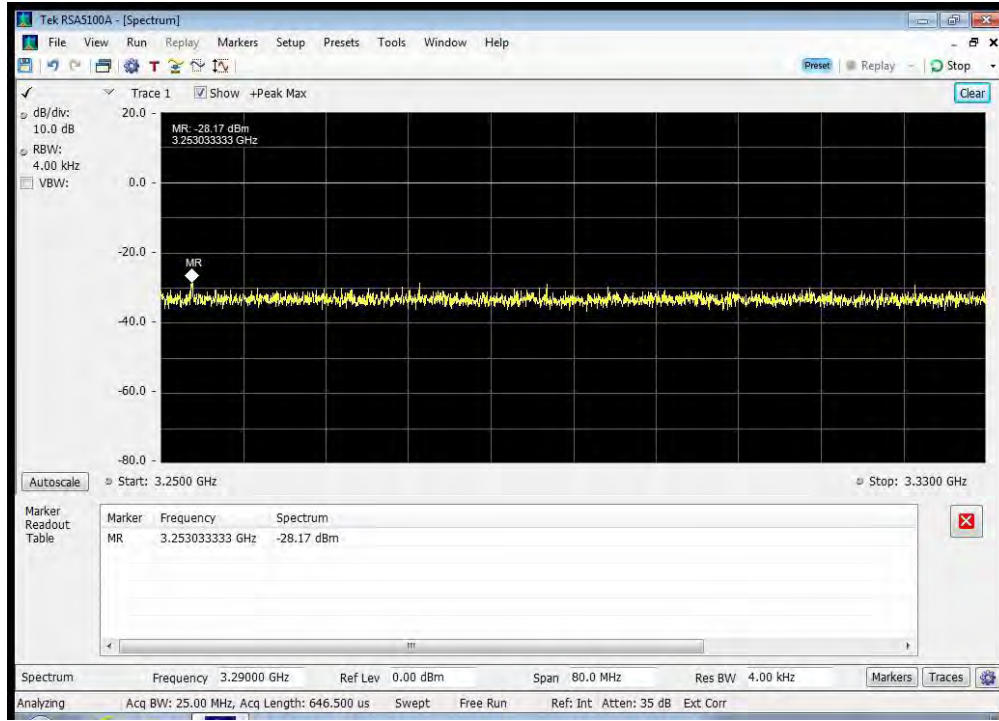 Tek RSA5100A - [Spectrum]
File View Run Replay Markers Setup Presets Tools Window Help
Preset Replay Stop
Trace 1 Show +Peak Max Clear
dB/div:
10.0 dB
RBW:
4.00 kHz
VBW:
20.0
0.0
-20.0
-40.0
-60.0
-80.0
MR: -28.17 dBm
3.253033333 GHz
MR
Autoscale Start: 3.2500 GHz Stop: 3.3300 GHz
Marker
Readout
Table
Marker Frequency Spectrum
MR 3.253033333 GHz -28.17 dBm
Spectrum Frequency 3.29000 GHz Ref Lev 0.00 dBm Span 80.0 MHz Res BW 4.00 kHz Markers Traces
Analyzing Acq BW: 25.00 MHz, Acq Length: 646.500 us Swept Free Run Ref: Int Atten: 35 dB Ext Corr